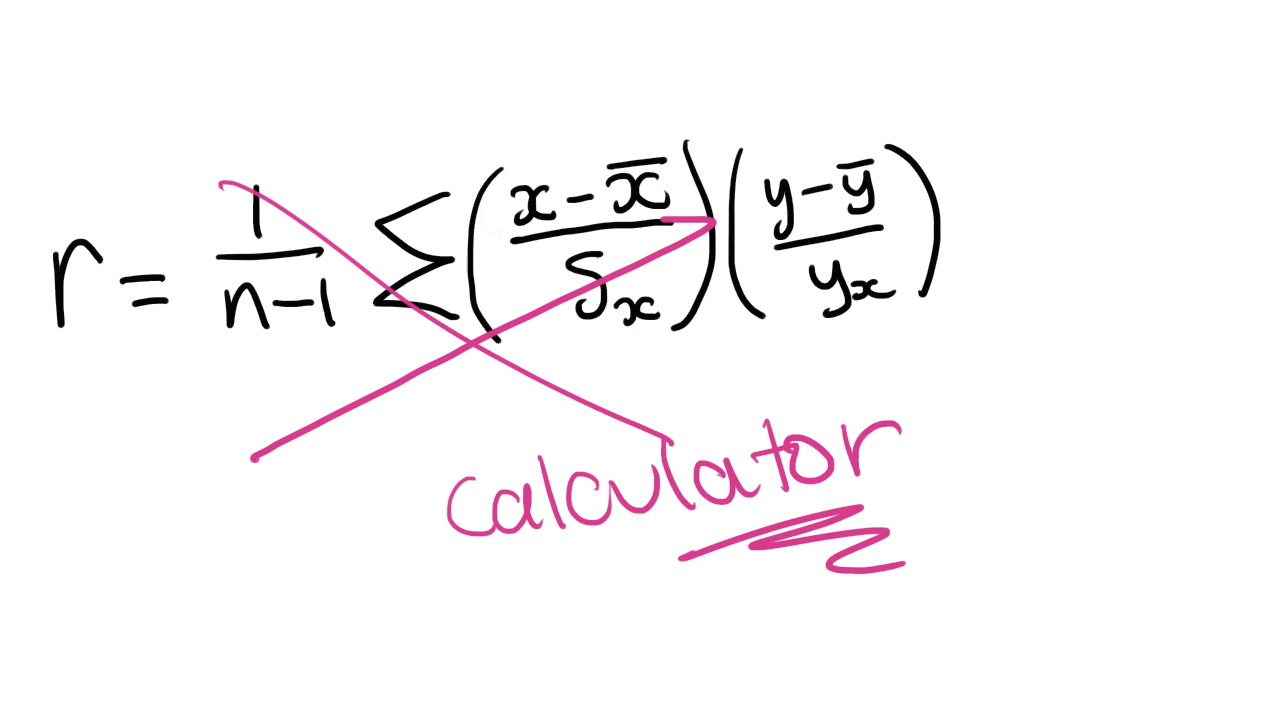 r = 1/(n-1) Σ((x - x̄)/Sₓ)((y - ȳ)/yₓ)
calculator